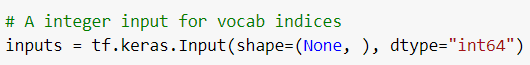 # A integer input for vocab indices
inputs = tf.keras.Input(shape=(None, ), dtype="int64")